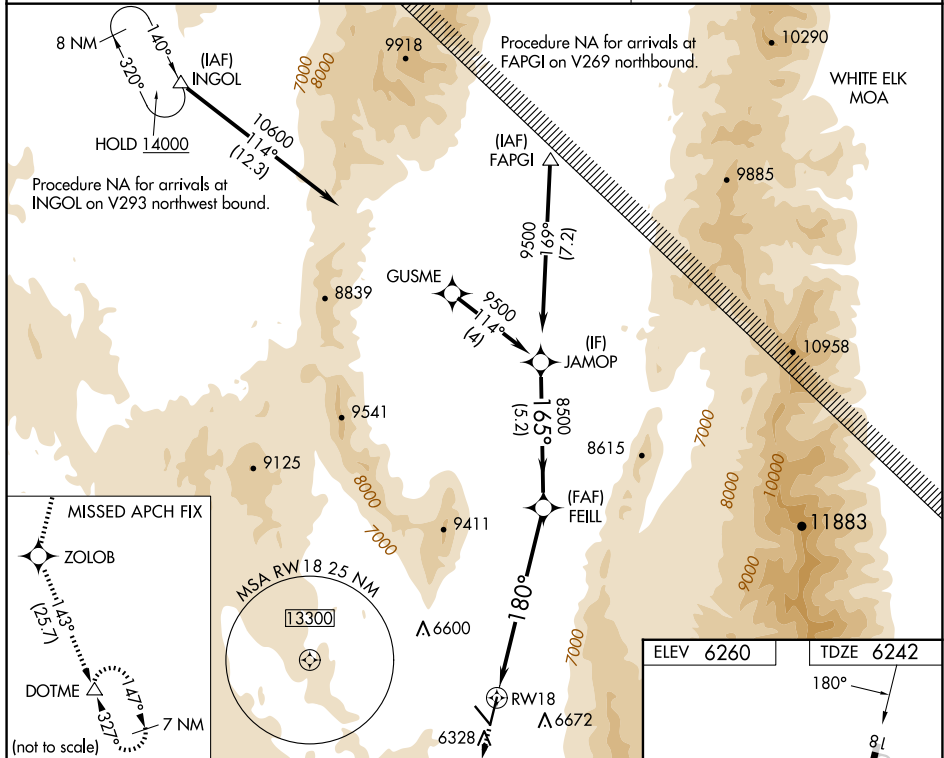 8 NM
140°
320°
(IAF)
INGOL
HOLD 14000
10600
114°
(12.3)
Procedure NA for arrivals at
INGOL on V293 northwest bound.
7000
8000
9918
Procedure NA for arrivals at
FAPGI on V269 northbound.
10290
WHITE ELK
MOA
(IAF)
FAPGI
9885
9500
169°
(7.2)
GUSME
9500
114°
(4)
8839
(IF)
JAMOP
10958
8500
165°
(5.2)
9541
9125
8000
7000
9411
8615
7000
8000
10000
9000
11883
(FAF)
FEILL
180°
MISSED APCH FIX
ZOLOB
143°
(25.7)
DOTME
147°
327°
7 NM
(not to scale)
MSA RW18 25 NM
13300
6600
7000
RW18
6672
6328
ELEV 6260
TDZE 6242
180°
18